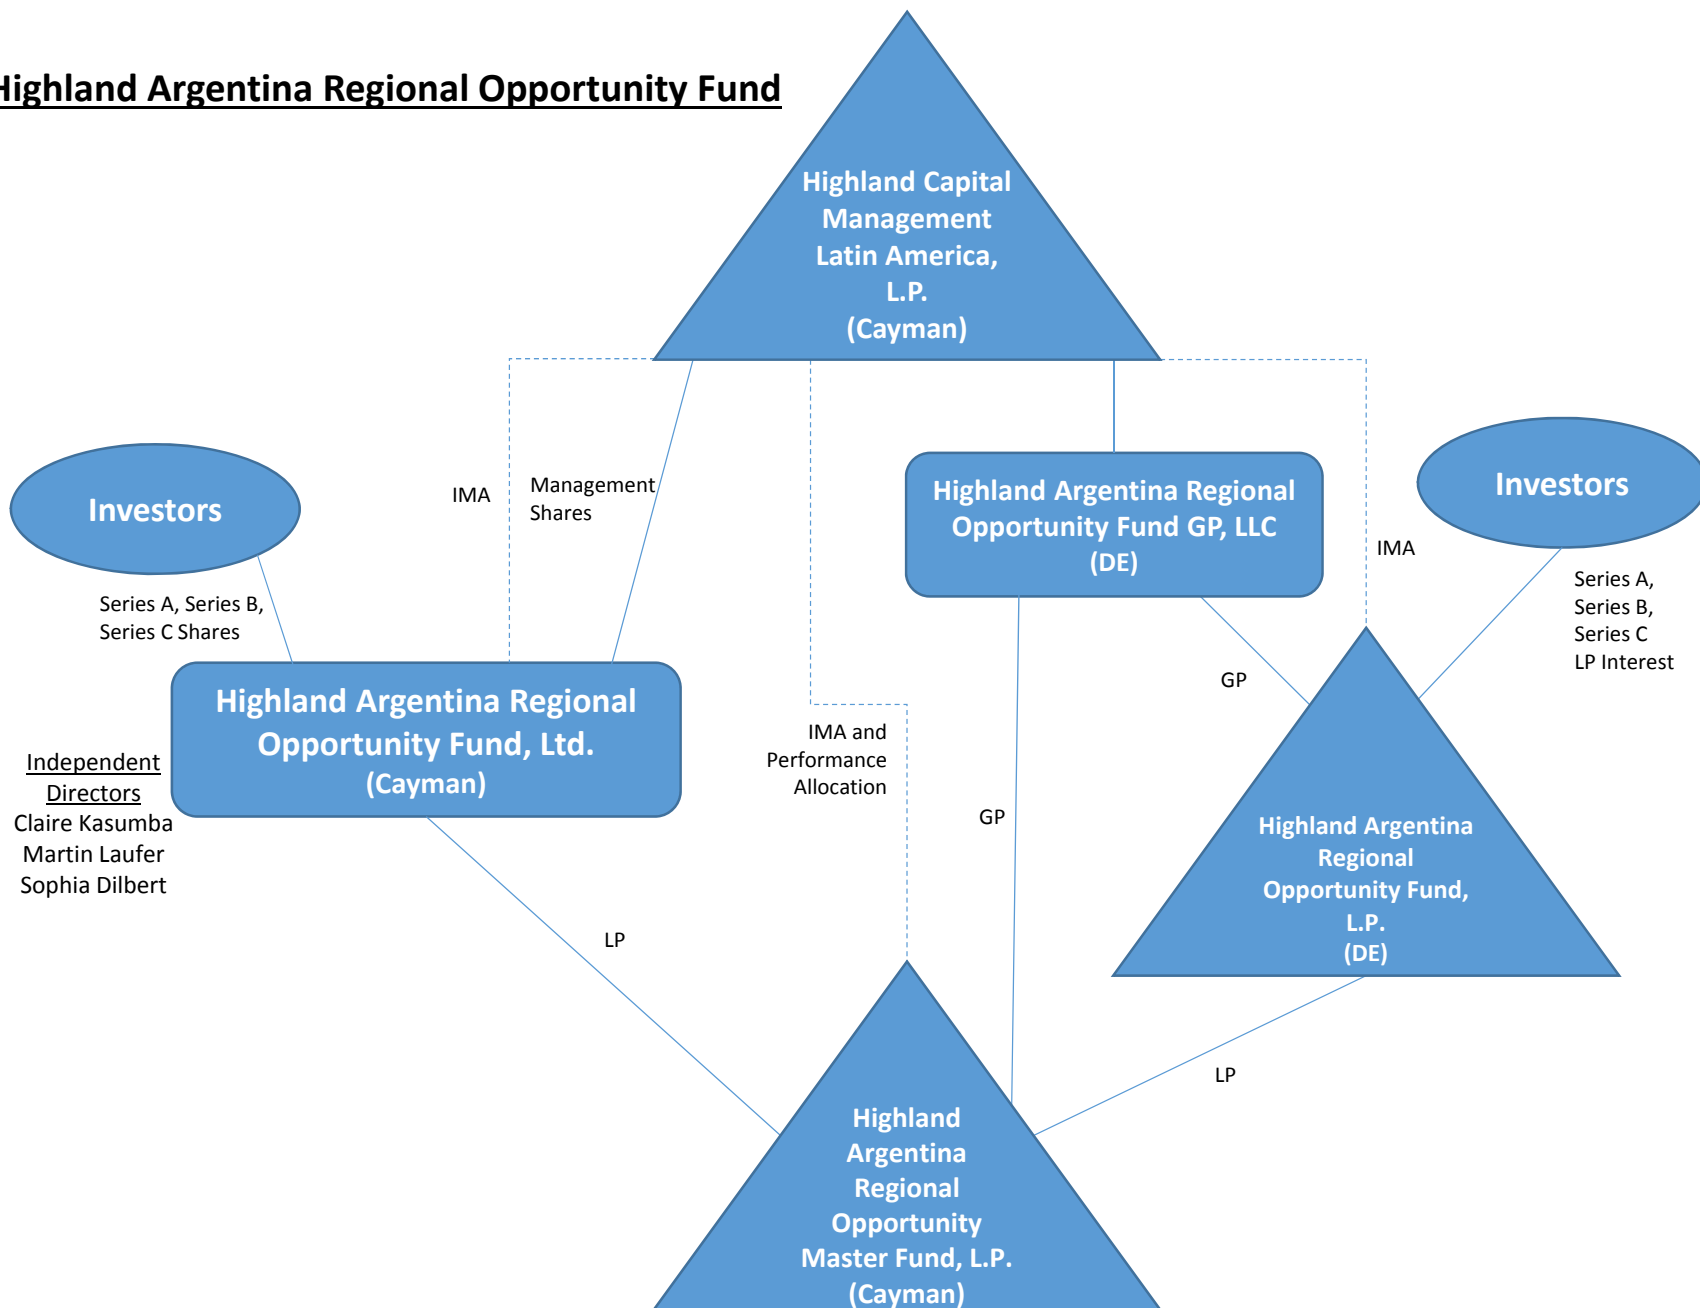 Highland Argentina Regional Opportunity Fund
Highland Capital
Management
Latin America,
L.P.
(Cayman)
Investors
IMA
Management
Shares
Highland Argentina Regional
Opportunity Fund GP, LLC
(DE)
IMA
Investors
Series A, Series B,
Series C Shares
Series A,
Series B,
Series C
LP Interest
GP
Highland Argentina Regional
Opportunity Fund, Ltd.
(Cayman)
Independent
Directors
Claire Kasumba
Martin Laufer
Sophia Dilbert
IMA and
Performance
Allocation
GP
Highland Argentina
Regional
Opportunity Fund,
L.P.
(DE)
LP
LP
Highland
Argentina
Regional
Opportunity
Master Fund, L.P.
(Cayman)